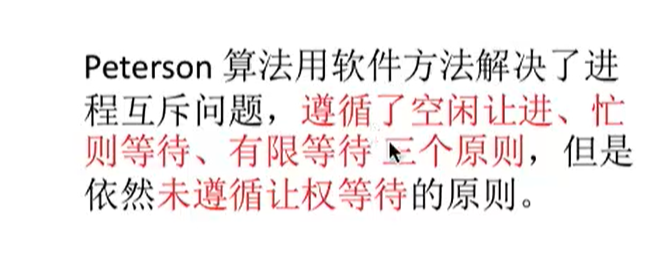 Peterson 算法用软件方法解决了进
程互斥问题，遵循了空闲让进、忙
则等待、有限等待 三个原则，但是
依然未遵循让权等待的原则。